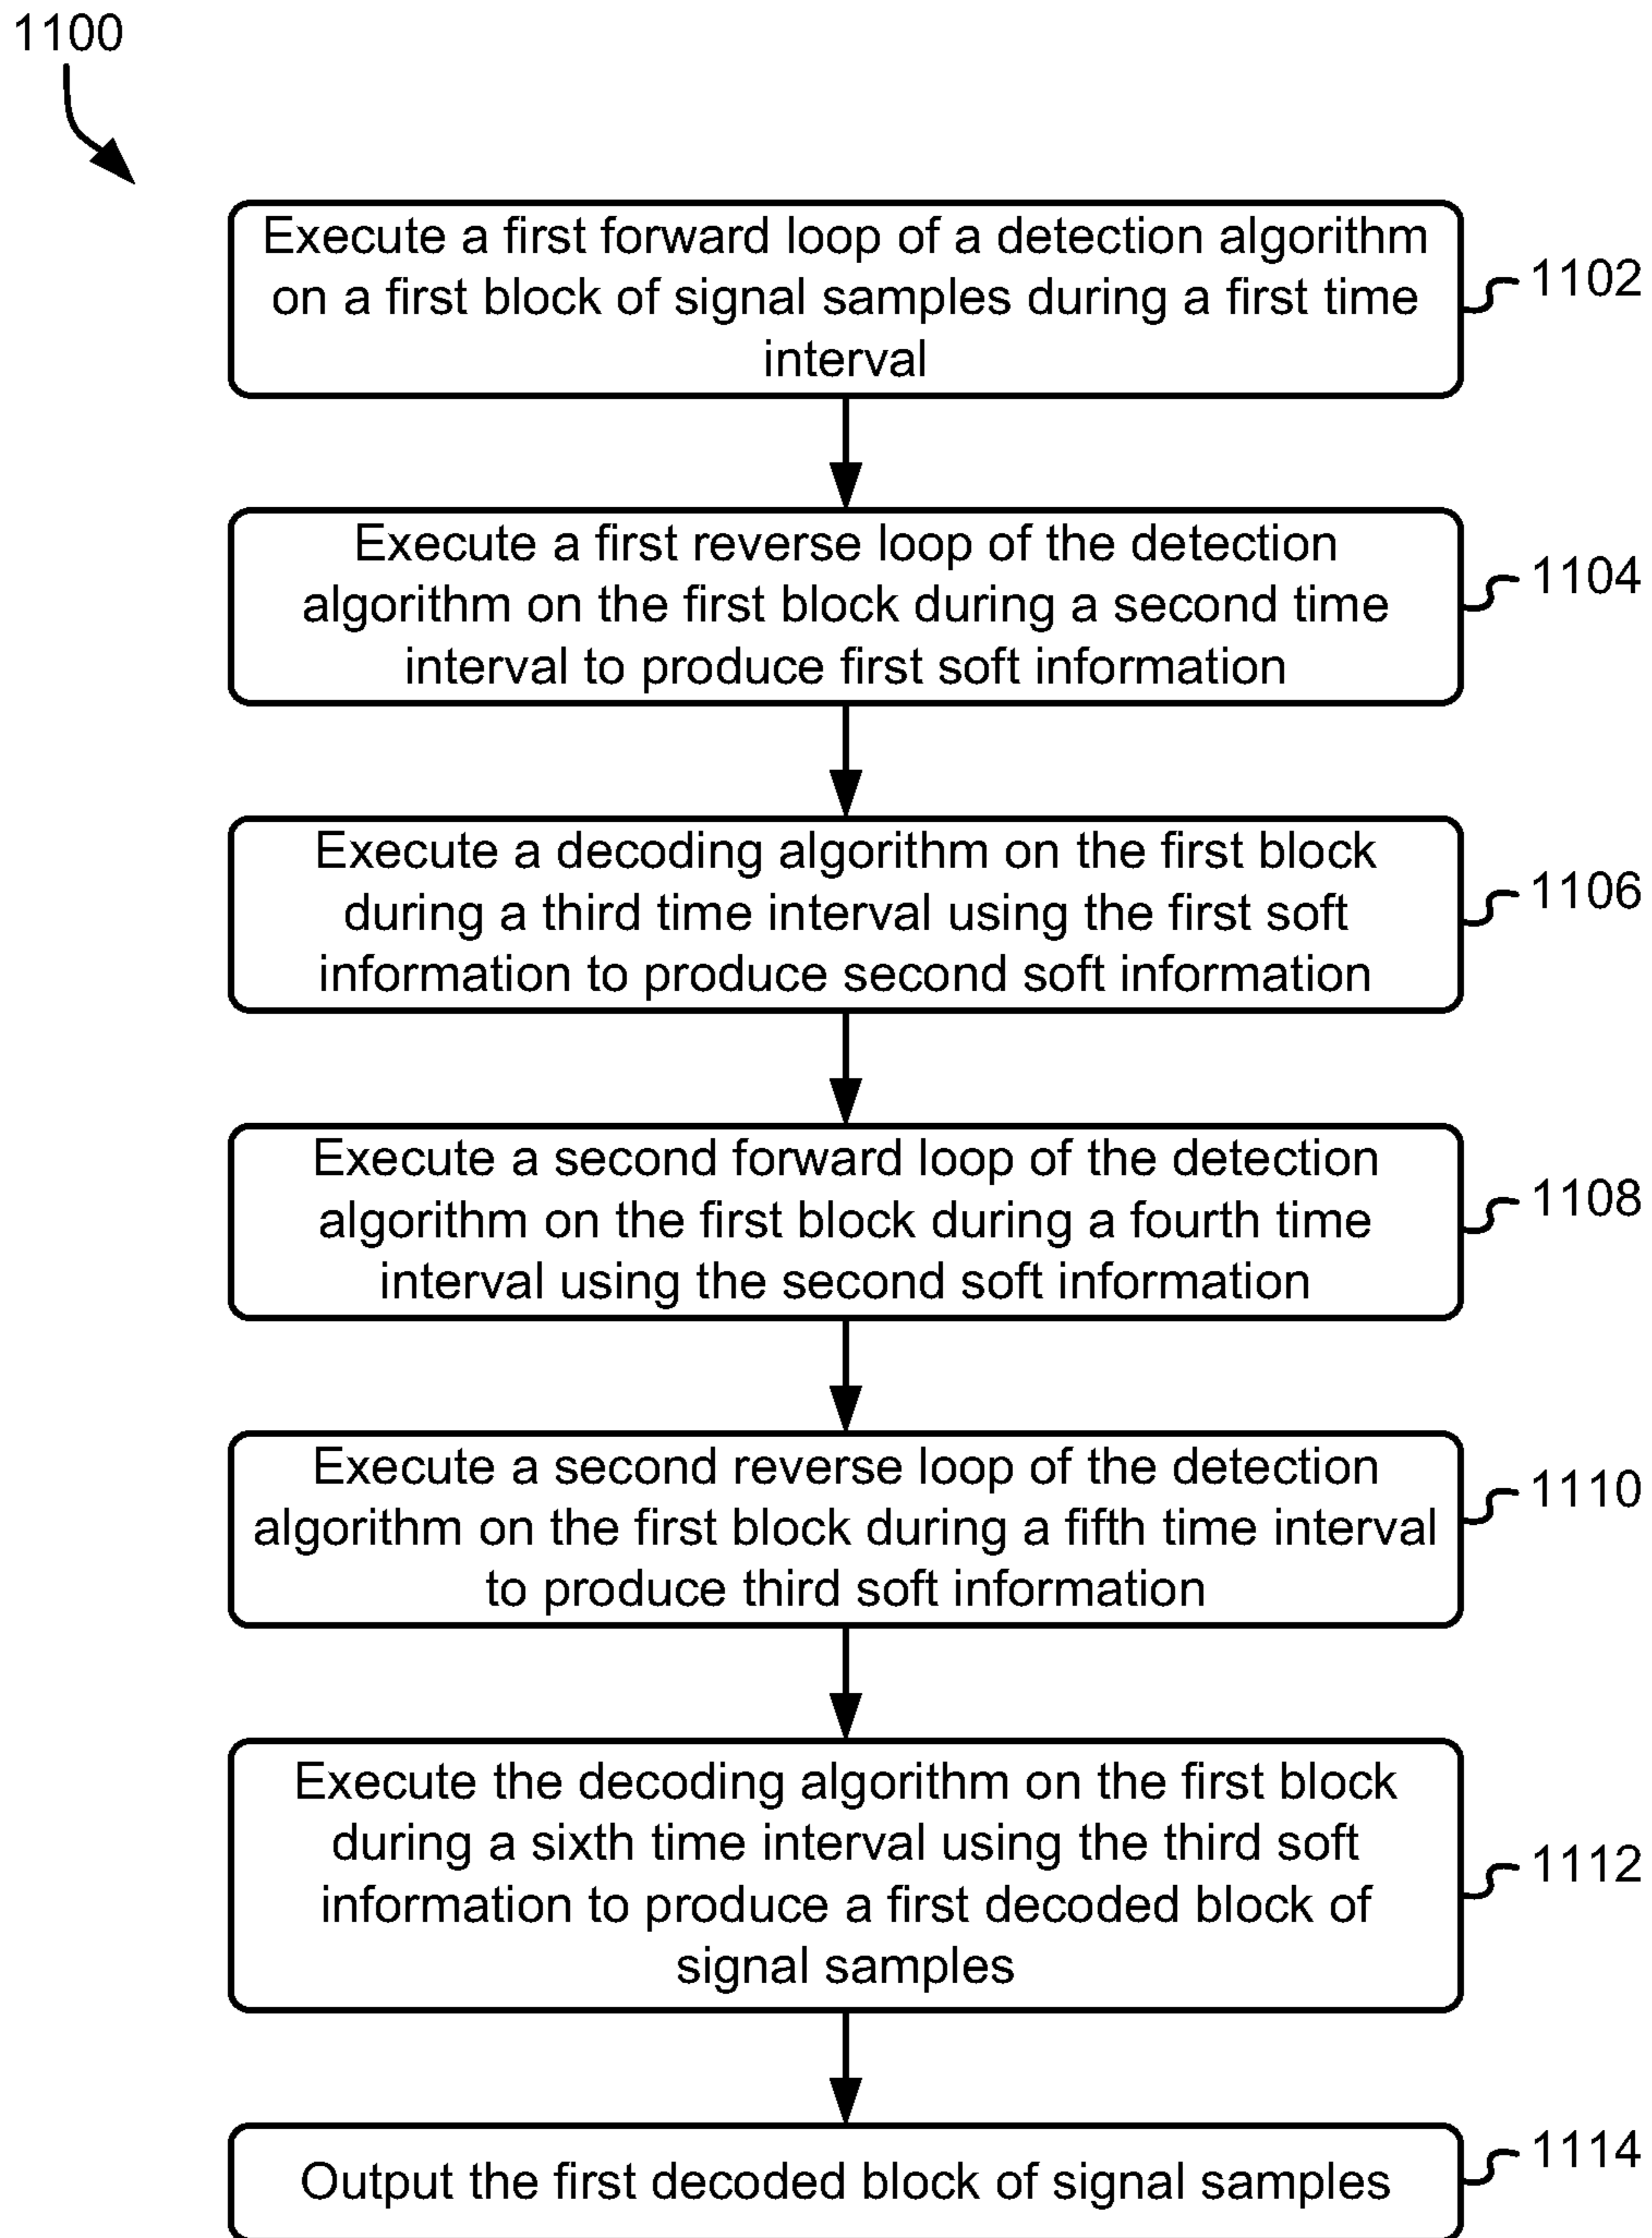 1100
Execute a first forward loop of a detection algorithm
on a first block of signal samples during a first time
interval
1102
Execute a first reverse loop of the detection
algorithm on the first block during a second time
interval to produce first soft information
1104
Execute a decoding algorithm on the first block
during a third time interval using the first soft
information to produce second soft information
1106
Execute a second forward loop of the detection
algorithm on the first block during a fourth time
interval using the second soft information
1108
Execute a second reverse loop of the detection
algorithm on the first block during a fifth time interval
to produce third soft information
1110
Execute the decoding algorithm on the first block
during a sixth time interval using the third soft
information to produce a first decoded block of
signal samples
1112
Output the first decoded block of signal samples
1114